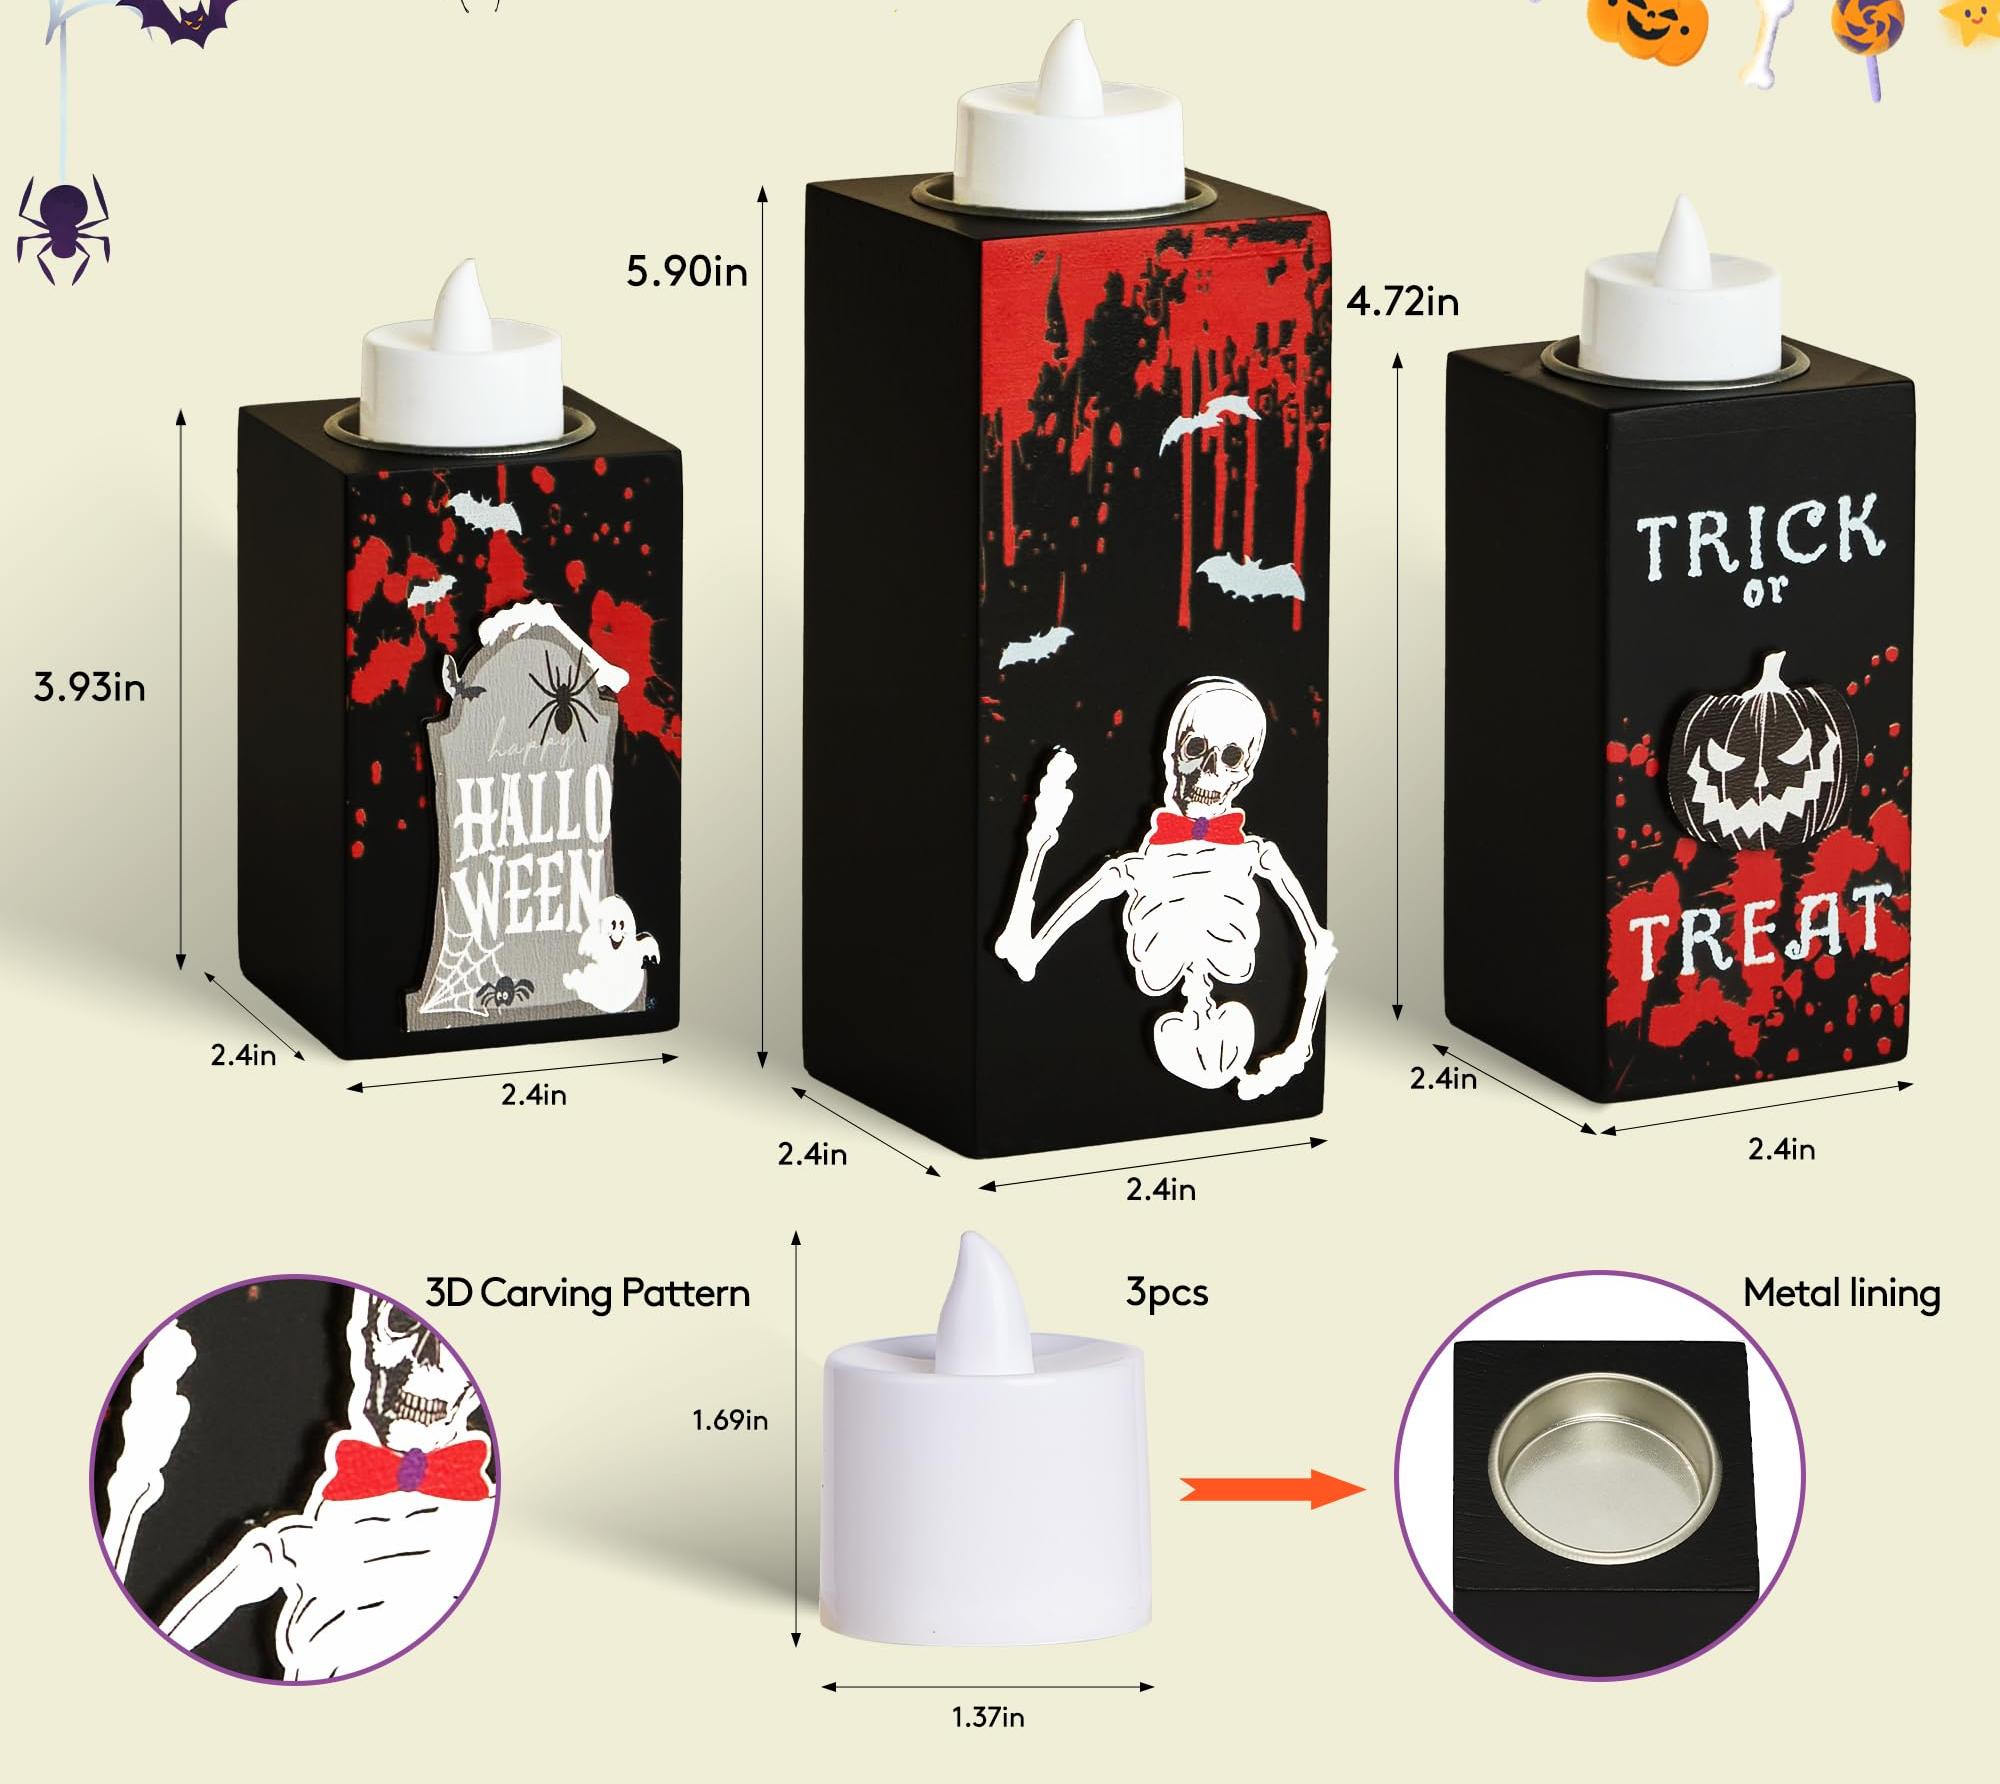 5.90in
4.72in
3.93in
happy
HALLO
WEEN
TRICK
or
TREAT
2.4in
2.4in
2.4in
2.4in
2.4in
2.4in
3D Carving Pattern
3pcs
Metal lining
1.69in
1.37in